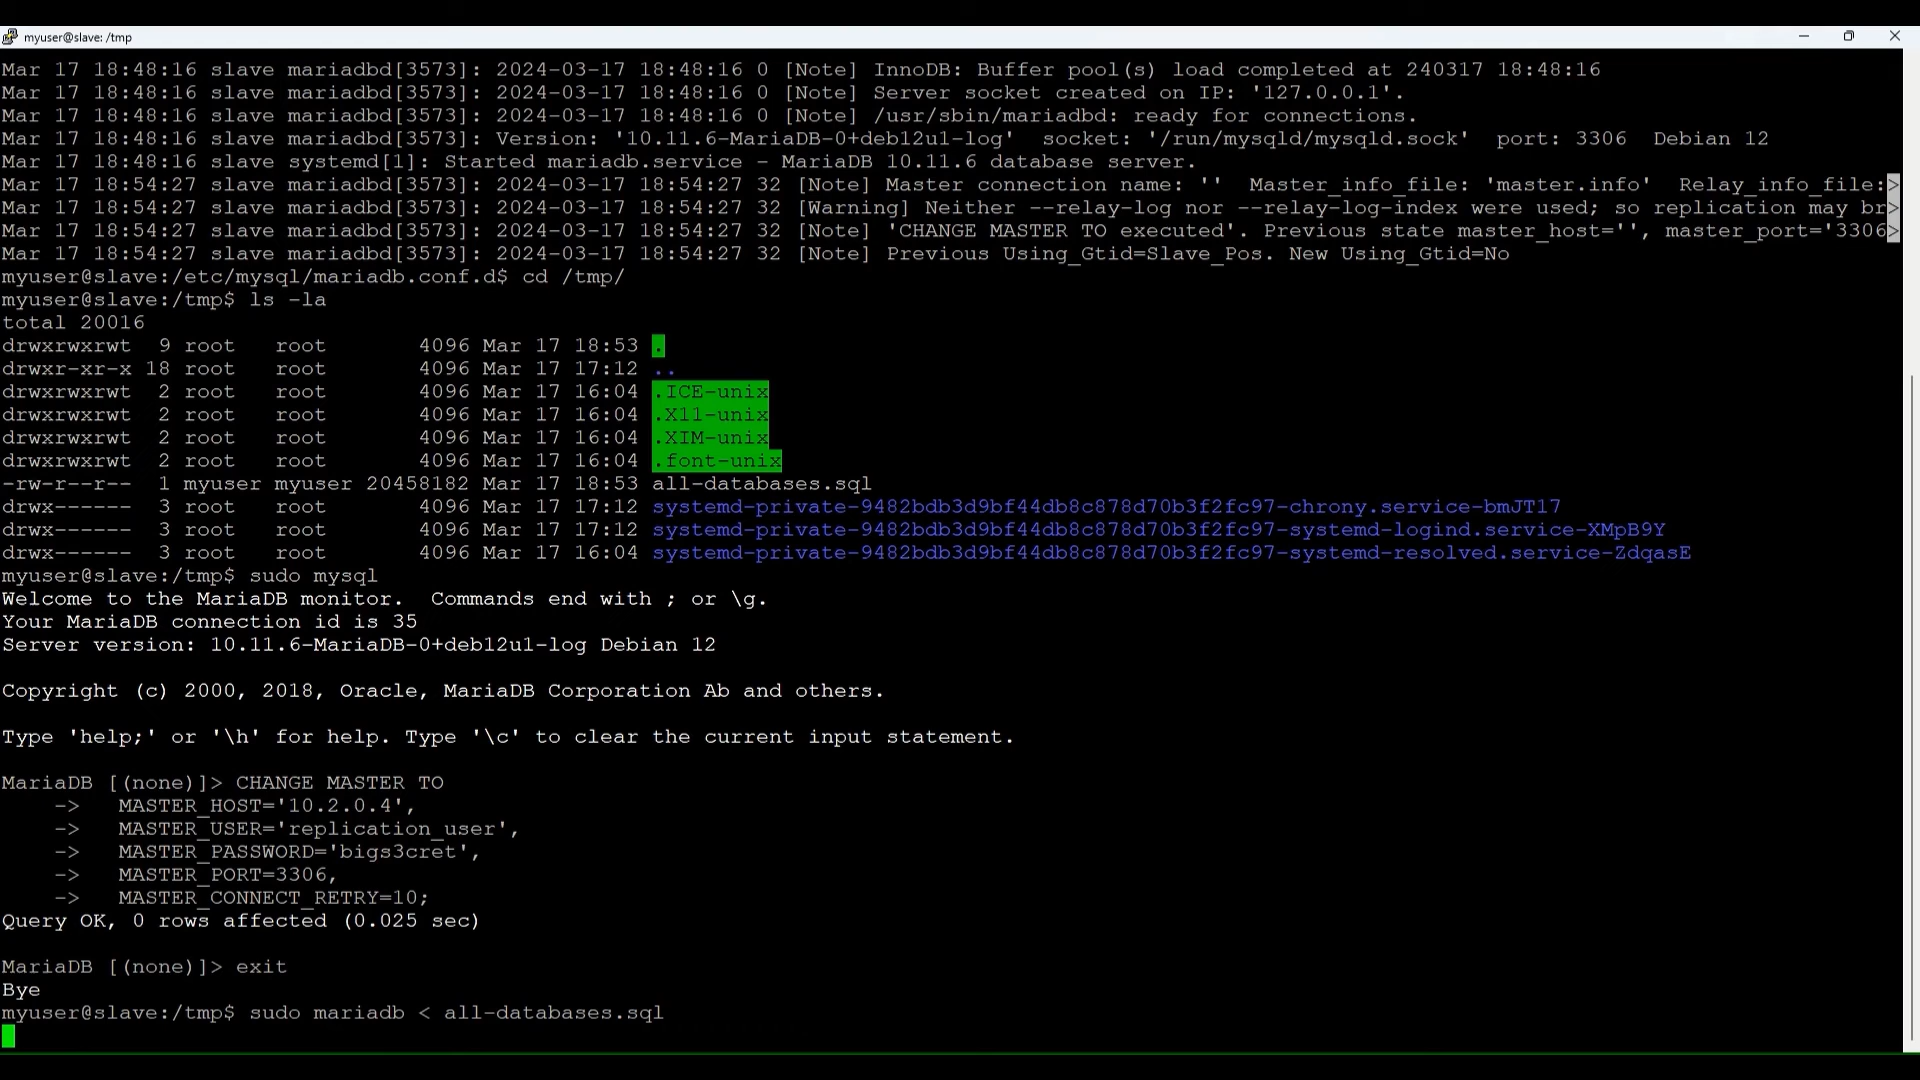 myuser@slave: /tmp
Mar 17 18:48:16 slave mariadbd[3573]: 2024-03-17 18:48:16 0 [Note] InnoDB: Buffer pool(s) load completed at 240317 18:48:16
Mar 17 18:48:16 slave mariadbd[3573]: 2024-03-17 18:48:16 0 [Note] Server socket created on IP: '127.0.0.1'.
Mar 17 18:48:16 slave mariadbd[3573]: 2024-03-17 18:48:16 0 [Note] /usr/sbin/mariadbd: ready for connections.
Mar 17 18:48:16 slave mariadbd[3573]: Version: '10.11.6-MariaDB-0+deb12u1-log'  socket: '/run/mysqld/mysqld.sock'  port: 3306  Debian 12
Mar 17 18:48:16 slave systemd[1]: Started mariadb.service - MariaDB 10.11.6 database server.
Mar 17 18:54:27 slave mariadbd[3573]: 2024-03-17 18:54:27 32 [Note] Master connection name: ''  Master_info_file: 'master.info'  Relay_info_file:>
Mar 17 18:54:27 slave mariadbd[3573]: 2024-03-17 18:54:27 32 [Warning] Neither --relay-log nor --relay-log-index were used; so replication may br>
Mar 17 18:54:27 slave mariadbd[3573]: 2024-03-17 18:54:27 32 [Note] 'CHANGE MASTER TO executed'. Previous state master_host='', master_port='3306>
Mar 17 18:54:27 slave mariadbd[3573]: 2024-03-17 18:54:27 32 [Note] Previous Using_Gtid=Slave_Pos. New Using_Gtid=No
myuser@slave:/etc/mysql/mariadb.conf.d$ cd /tmp/
myuser@slave:/tmp$ ls -la
total 20016
drwxrwxrwt  9 root   root       4096 Mar 17 18:53 .
drwxr-xr-x 18 root   root       4096 Mar 17 17:12 ..
drwxrwxrwt  2 root   root       4096 Mar 17 16:04 .ICE-unix
drwxrwxrwt  2 root   root       4096 Mar 17 16:04 .X11-unix
drwxrwxrwt  2 root   root       4096 Mar 17 16:04 .XIM-unix
drwxrwxrwt  2 root   root       4096 Mar 17 16:04 .font-unix
-rw-r--r--  1 myuser myuser 20458182 Mar 17 18:53 all-databases.sql
drwx------  3 root   root       4096 Mar 17 17:12 systemd-private-9482bdb3d9bf44db8c878d70b3f2fc97-chrony.service-bmJT17
drwx------  3 root   root       4096 Mar 17 17:12 systemd-private-9482bdb3d9bf44db8c878d70b3f2fc97-systemd-logind.service-XMpB9Y
drwx------  3 root   root       4096 Mar 17 16:04 systemd-private-9482bdb3d9bf44db8c878d70b3f2fc97-systemd-resolved.service-ZdqasE
myuser@slave:/tmp$ sudo mysql
Welcome to the MariaDB monitor.  Commands end with ; or \g.
Your MariaDB connection id is 35
Server version: 10.11.6-MariaDB-0+deb12u1-log Debian 12
Copyright (c) 2000, 2018, Oracle, MariaDB Corporation Ab and others.
Type 'help;' or '\h' for help. Type '\c' to clear the current input statement.
MariaDB [(none)]> CHANGE MASTER TO
    ->   MASTER_HOST='10.2.0.4',
    ->   MASTER_USER='replication_user',
    ->   MASTER_PASSWORD='bigs3cret',
    ->   MASTER_PORT=3306,
    ->   MASTER_CONNECT_RETRY=10;
Query OK, 0 rows affected (0.025 sec)
MariaDB [(none)]> exit
Bye
myuser@slave:/tmp$ sudo mariadb < all-databases.sql